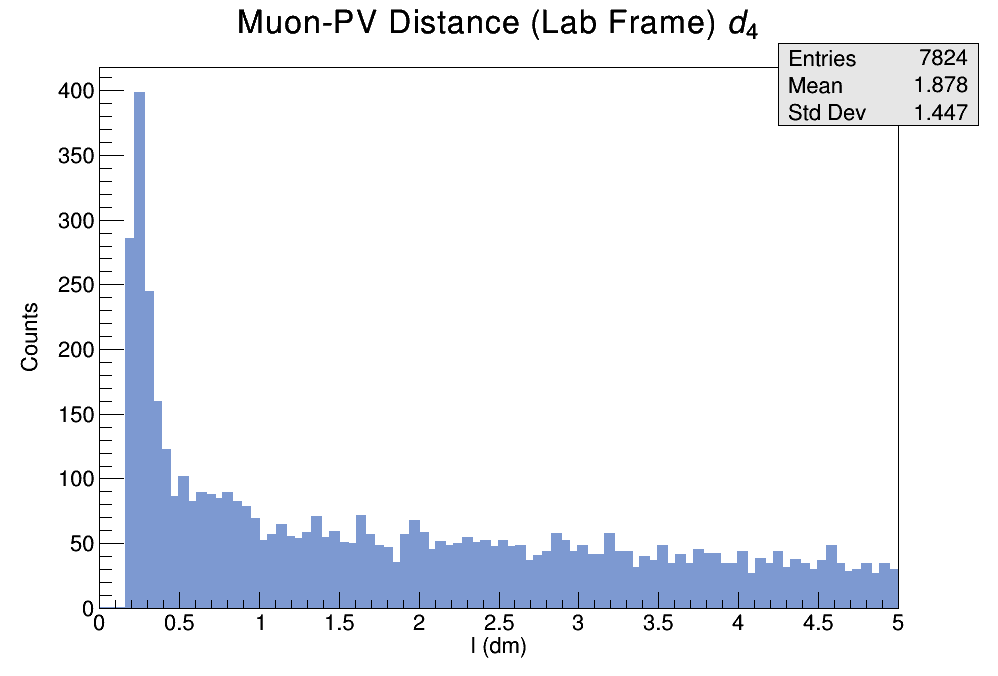 Muon-PV Distance (Lab Frame) d4
Entries 7824
Mean 1.878
Std Dev 1.447
400
350
300
250
200
150
100
50
0
Counts
0 0.5 1 1.5 2 2.5 3 3.5 4 4.5 5
l (dm)